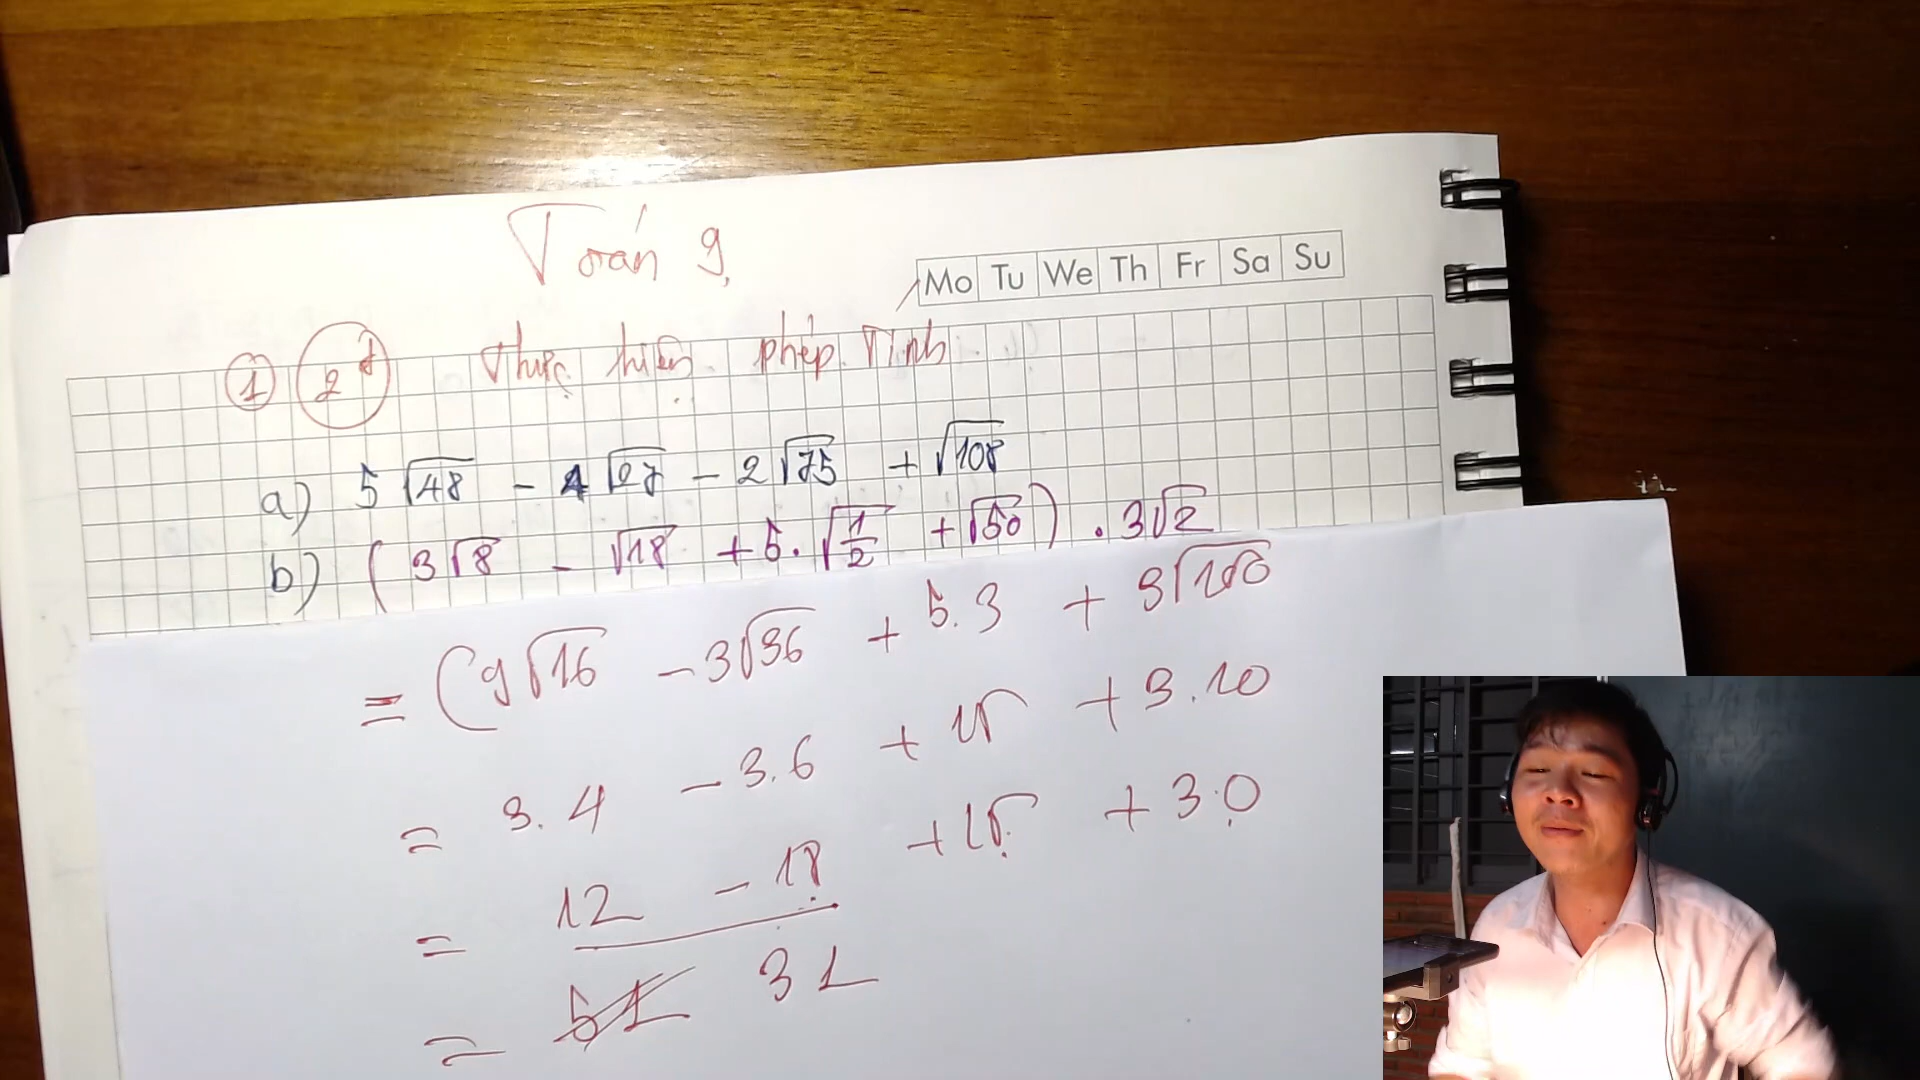 Toán 9
Mo Tu We Th Fr Sa Su
① 2đ Thực hiện phép tính
a) 5√48 - 4√27 - 2√75 + √108
b) (3√8 - √18 + 5.√1/2 + √50) . 3√2
= (9√16 - 3√36 + 5.3 + 3√100
= 3.4 - 3.6 + 15 + 3.10
= 12 - 18 + 15 + 3.0
= 51 31